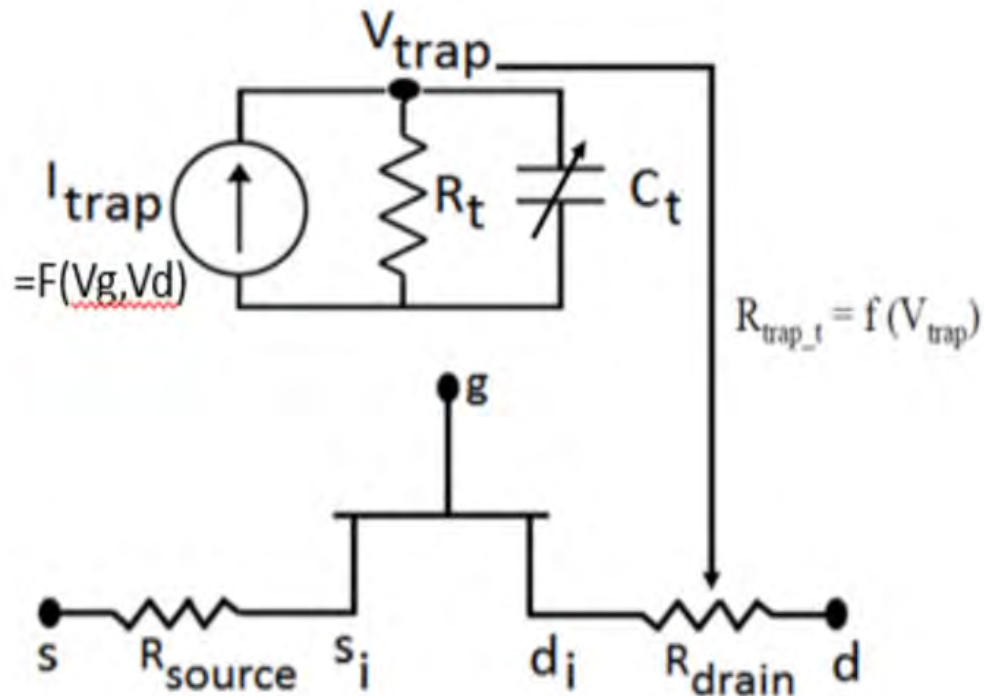 Vtrap
Itrap
=F(Vg,Vd)
Rt
Ct
Rtrap_t = f (Vtrap)
g
s
Rsource
si
di
Rdrain
d